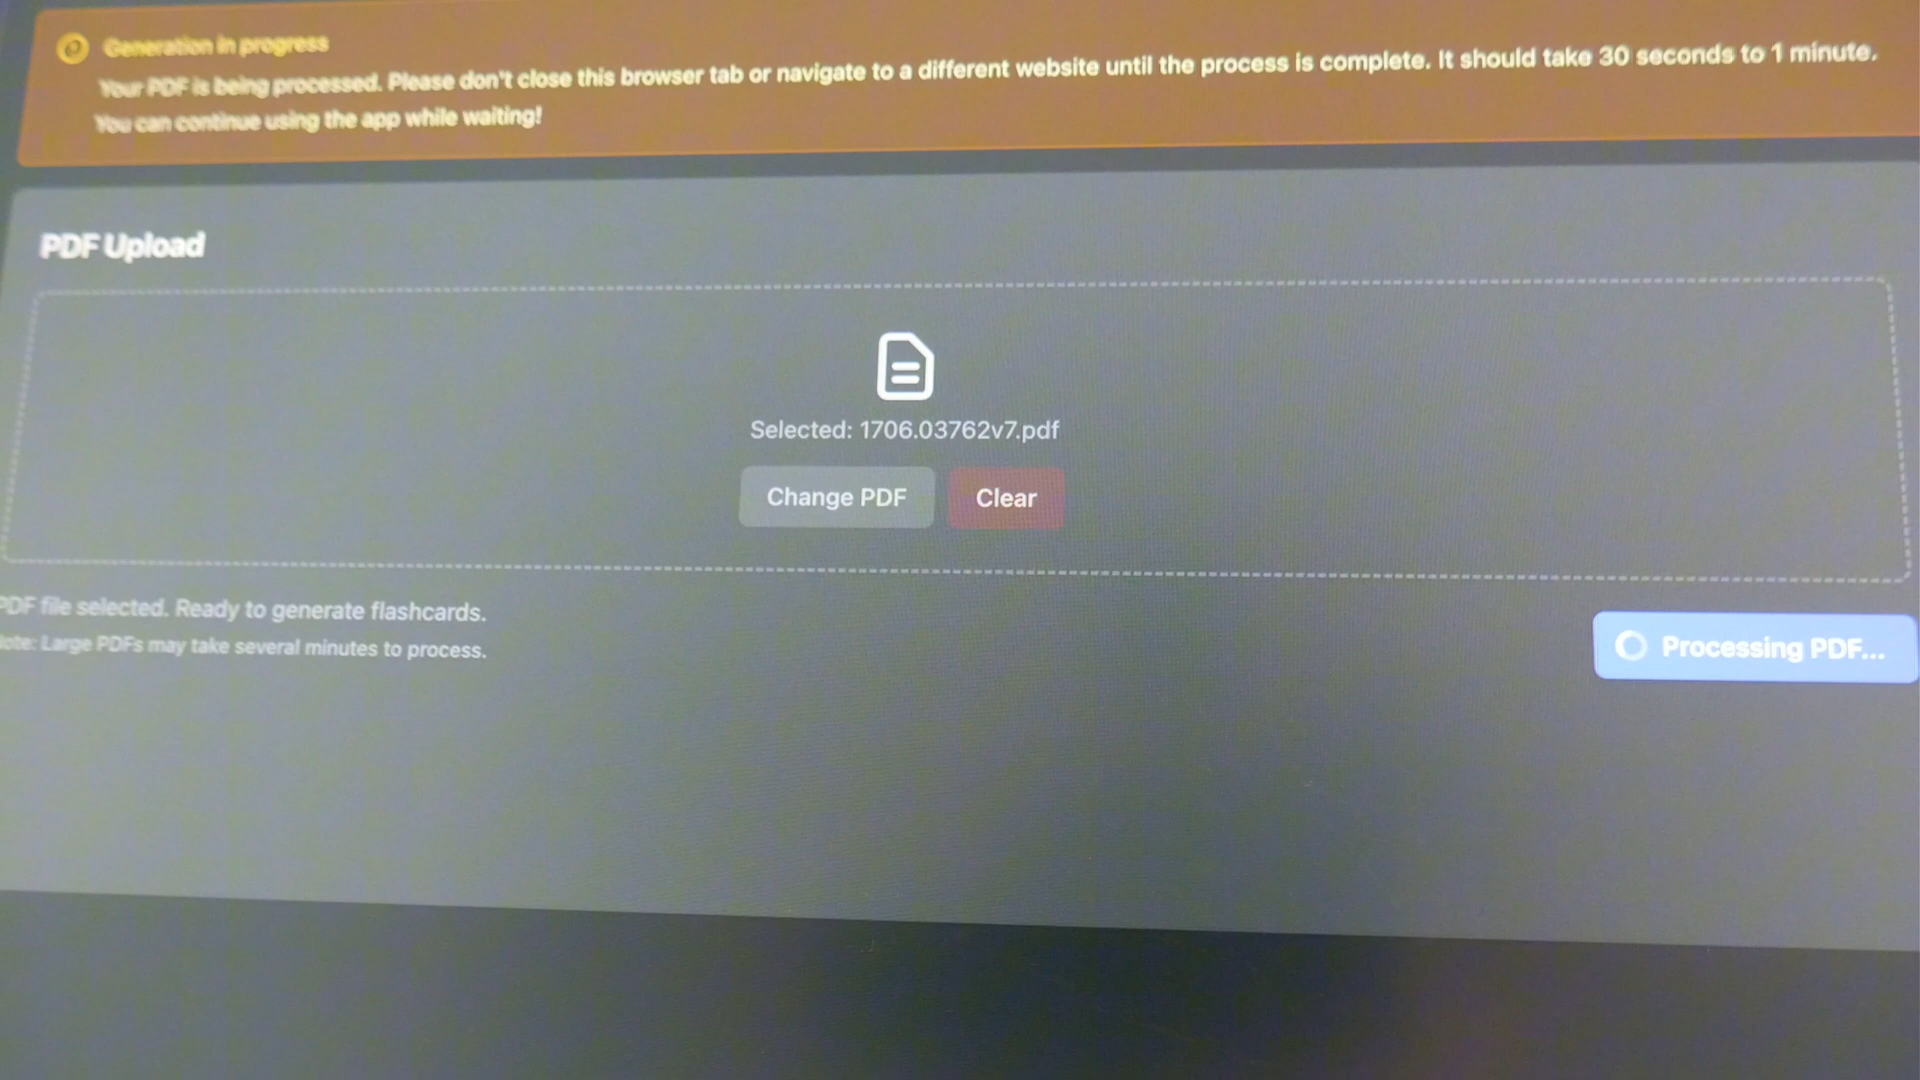 Generation in progress
Your PDF is being processed. Please don't close this browser tab or navigate to a different website until the process is complete. It should take 30 seconds to 1 minute.
You can continue using the app while waiting!
PDF Upload
Selected: 1706.03762v7.pdf
Change PDF
Clear
PDF file selected. Ready to generate flashcards.
Note: Large PDFs may take several minutes to process.
Processing PDF...